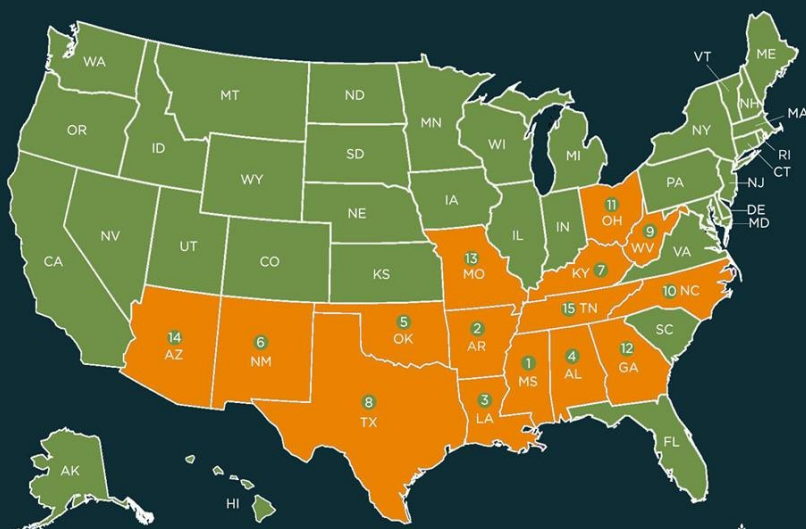 WA
MT
ND
MN
VT
ME
NH
MA
OR
ID
SD
WI
MI
NY
RI
CT
WY
IA
PA
NJ
NE
DE
MD
NV
UT
CO
KS
IL
IN
11
OH
9
WV
VA
CA
13
MO
KY 7
14
AZ
6
NM
5
OK
2
AR
15 TN
10 NC
SC
1
MS
4
AL
12
GA
8
TX
3
LA
FL
AK
HI